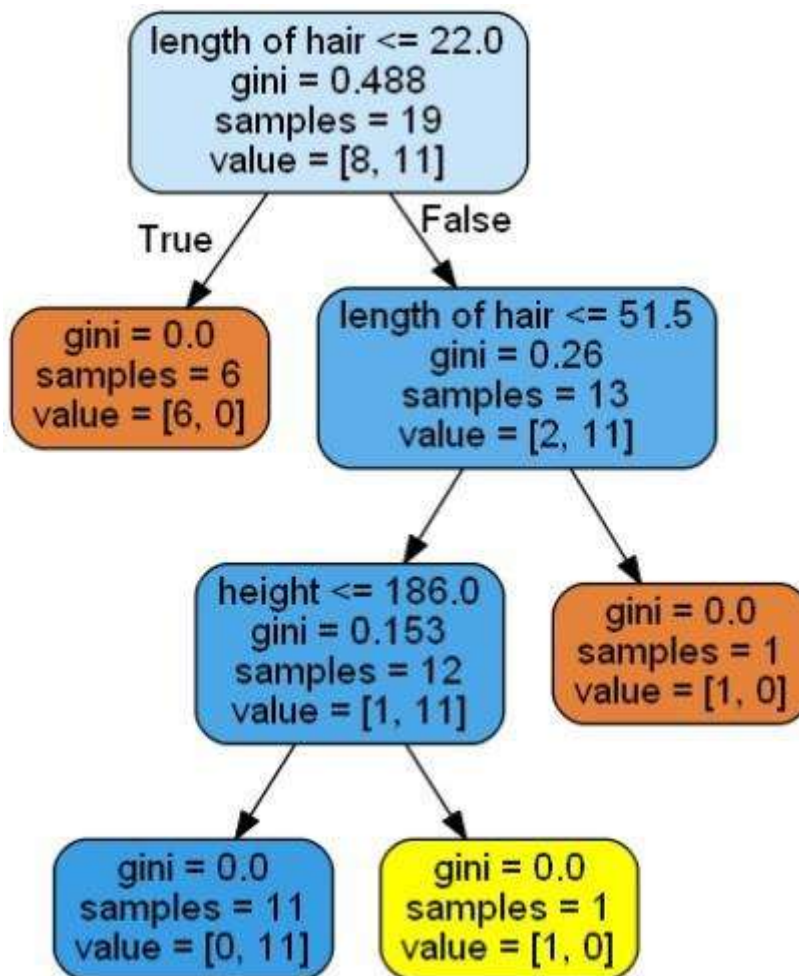 length of hair <= 22.0
gini = 0.488
samples = 19
value = [8, 11]
True
False
gini = 0.0
samples = 6
value = [6, 0]
length of hair <= 51.5
gini = 0.26
samples = 13
value = [2, 11]
height <= 186.0
gini = 0.153
samples = 12
value = [1, 11]
gini = 0.0
samples = 1
value = [1, 0]
gini = 0.0
samples = 11
value = [0, 11]
gini = 0.0
samples = 1
value = [1, 0]